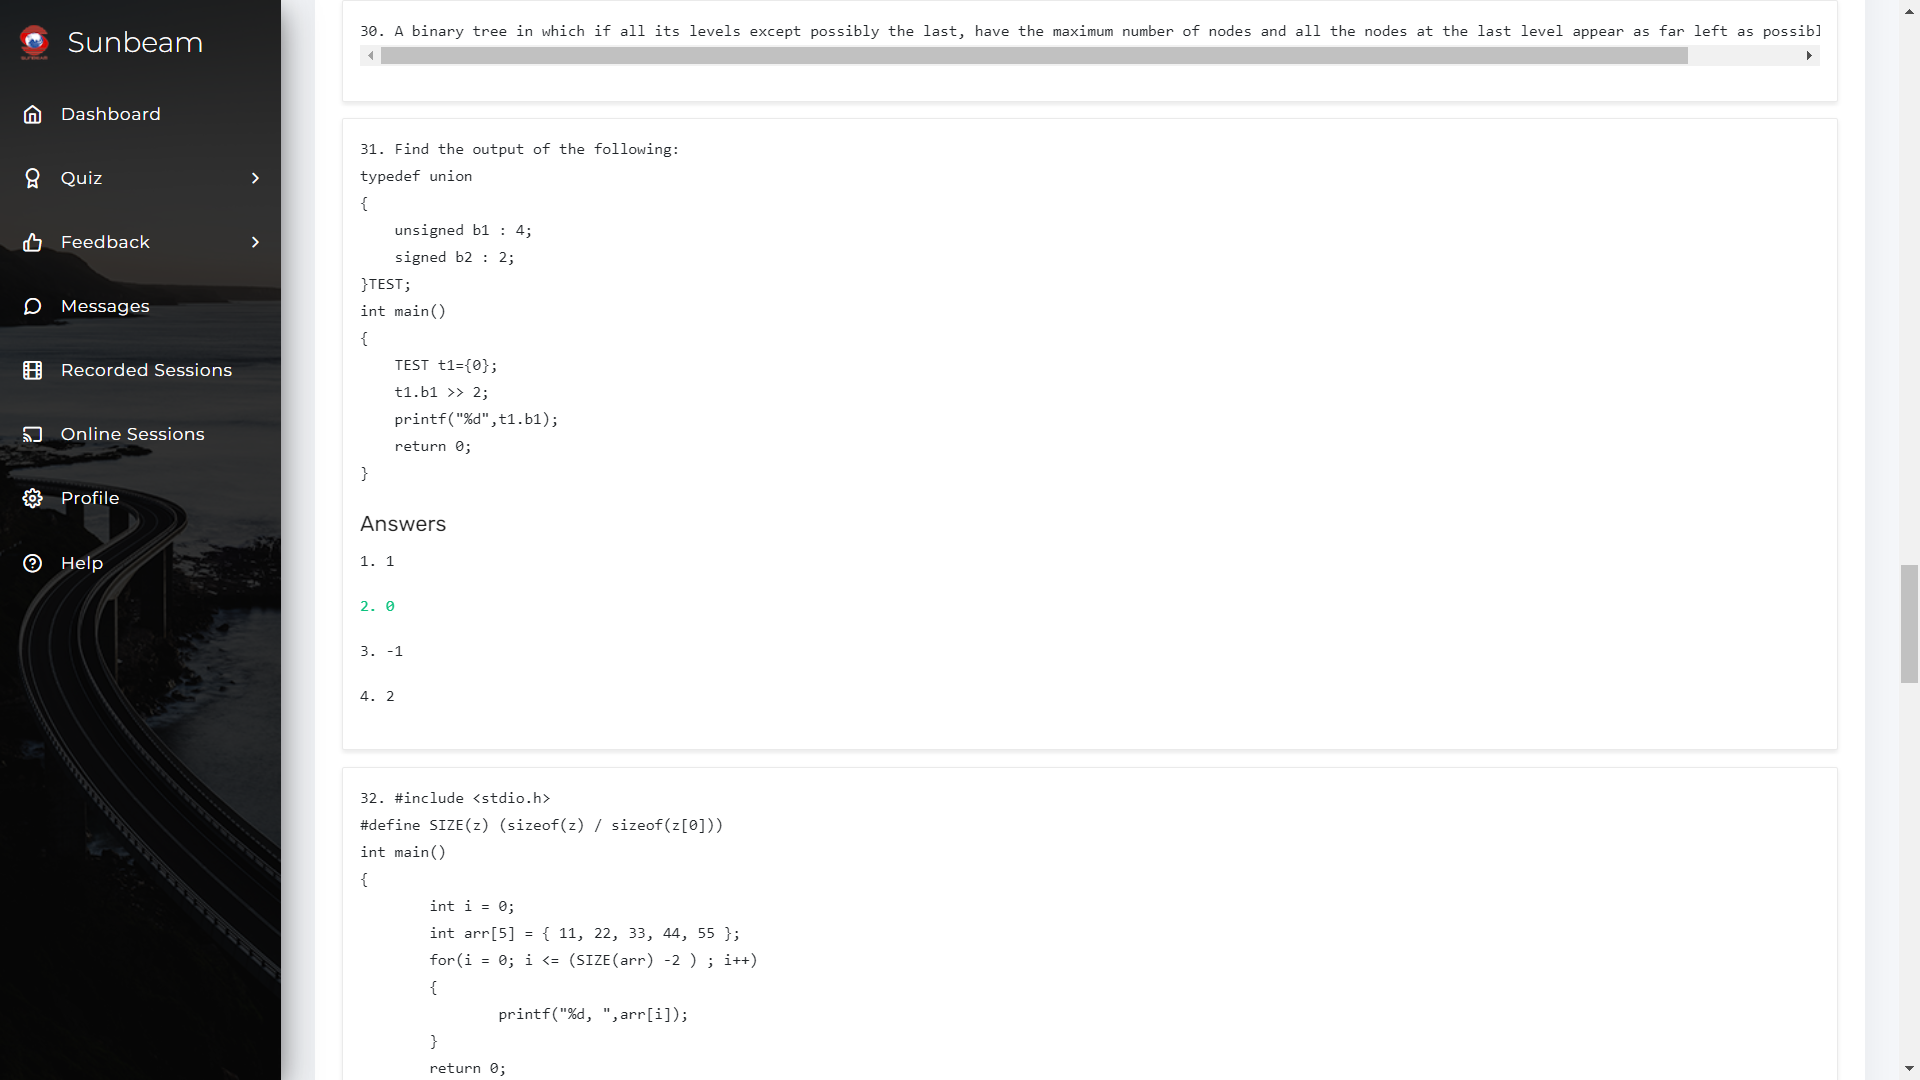 Sunbeam
Dashboard
Quiz
Feedback
Messages
Recorded Sessions
Online Sessions
Profile
Help
30. A binary tree in which if all its levels except possibly the last, have the maximum number of nodes and all the nodes at the last level appear as far left as possibl
31. Find the output of the following:
typedef union
{
    unsigned b1 : 4;
    signed b2 : 2;
}TEST;
int main()
{
    TEST t1={0};
    t1.b1 >> 2;
    printf("%d",t1.b1);
    return 0;
}
Answers
1. 1
2. 0
3. -1
4. 2
32. #include <stdio.h>
#define SIZE(z) (sizeof(z) / sizeof(z[0]))
int main()
{
        int i = 0;
        int arr[5] = { 11, 22, 33, 44, 55 };
        for(i = 0; i <= (SIZE(arr) -2 ) ; i++)
        {
                printf("%d, ",arr[i]);
        }
        return 0;